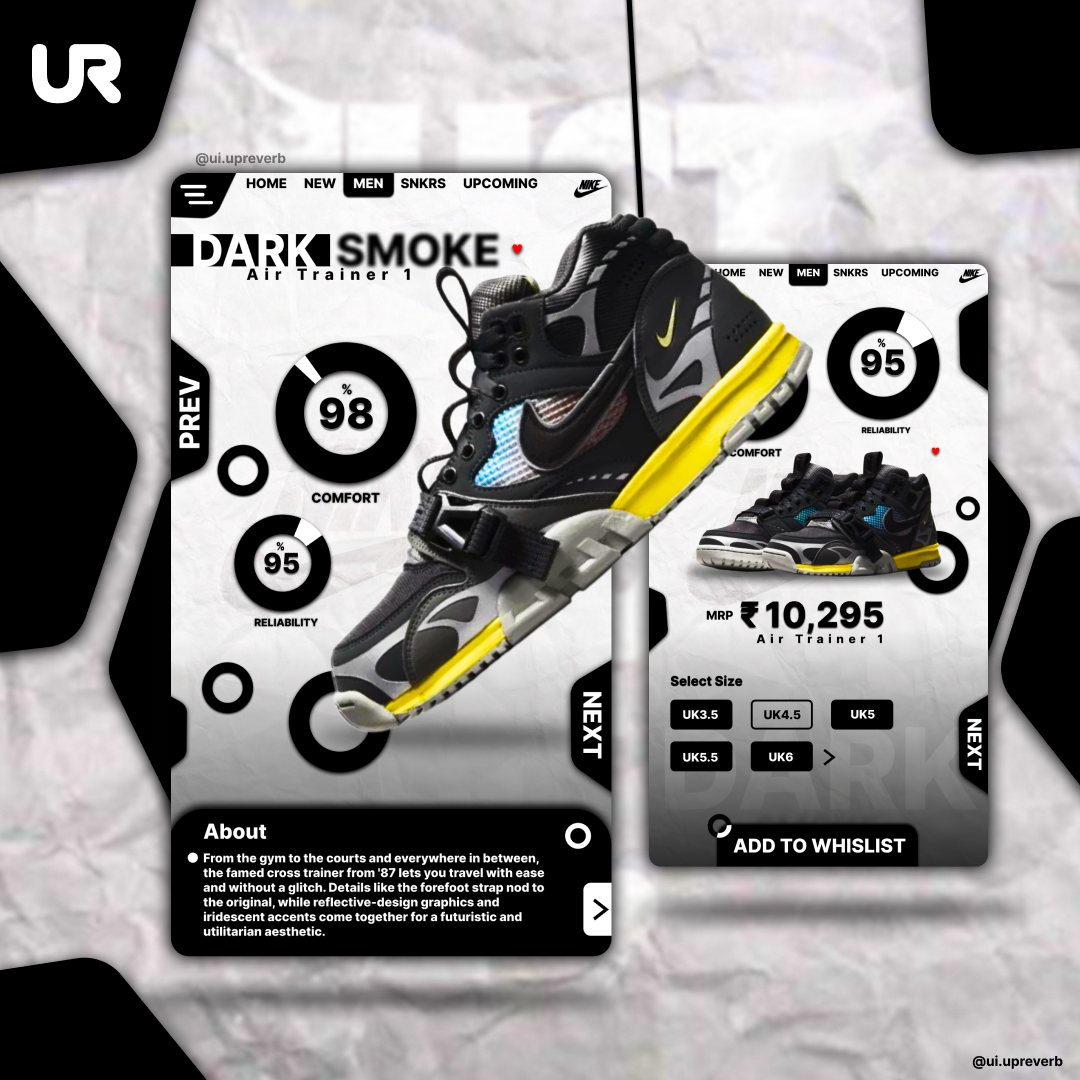 UR
@ui.upreverb
HOME NEW MEN SNKRS UPCOMING
NIKE
DARK SMOKE
Air Trainer 1
PREV
%
98
COMFORT
%
95
RELIABILITY
NEXT
About
From the gym to the courts and everywhere in between,
the famed cross trainer from '87 lets you travel with ease
and without a glitch. Details like the forefoot strap nod to
the original, while reflective-design graphics and
iridescent accents come together for a futuristic and
utilitarian aesthetic.
HOME NEW MEN SNKRS UPCOMING
NIKE
%
95
RELIABILITY
COMFORT
MRP ₹10,295
Air Trainer 1
Select Size
UK3.5 UK4.5 UK5
UK5.5 UK6
NEXT
DARK
ADD TO WHISLIST
@ui.upreverb